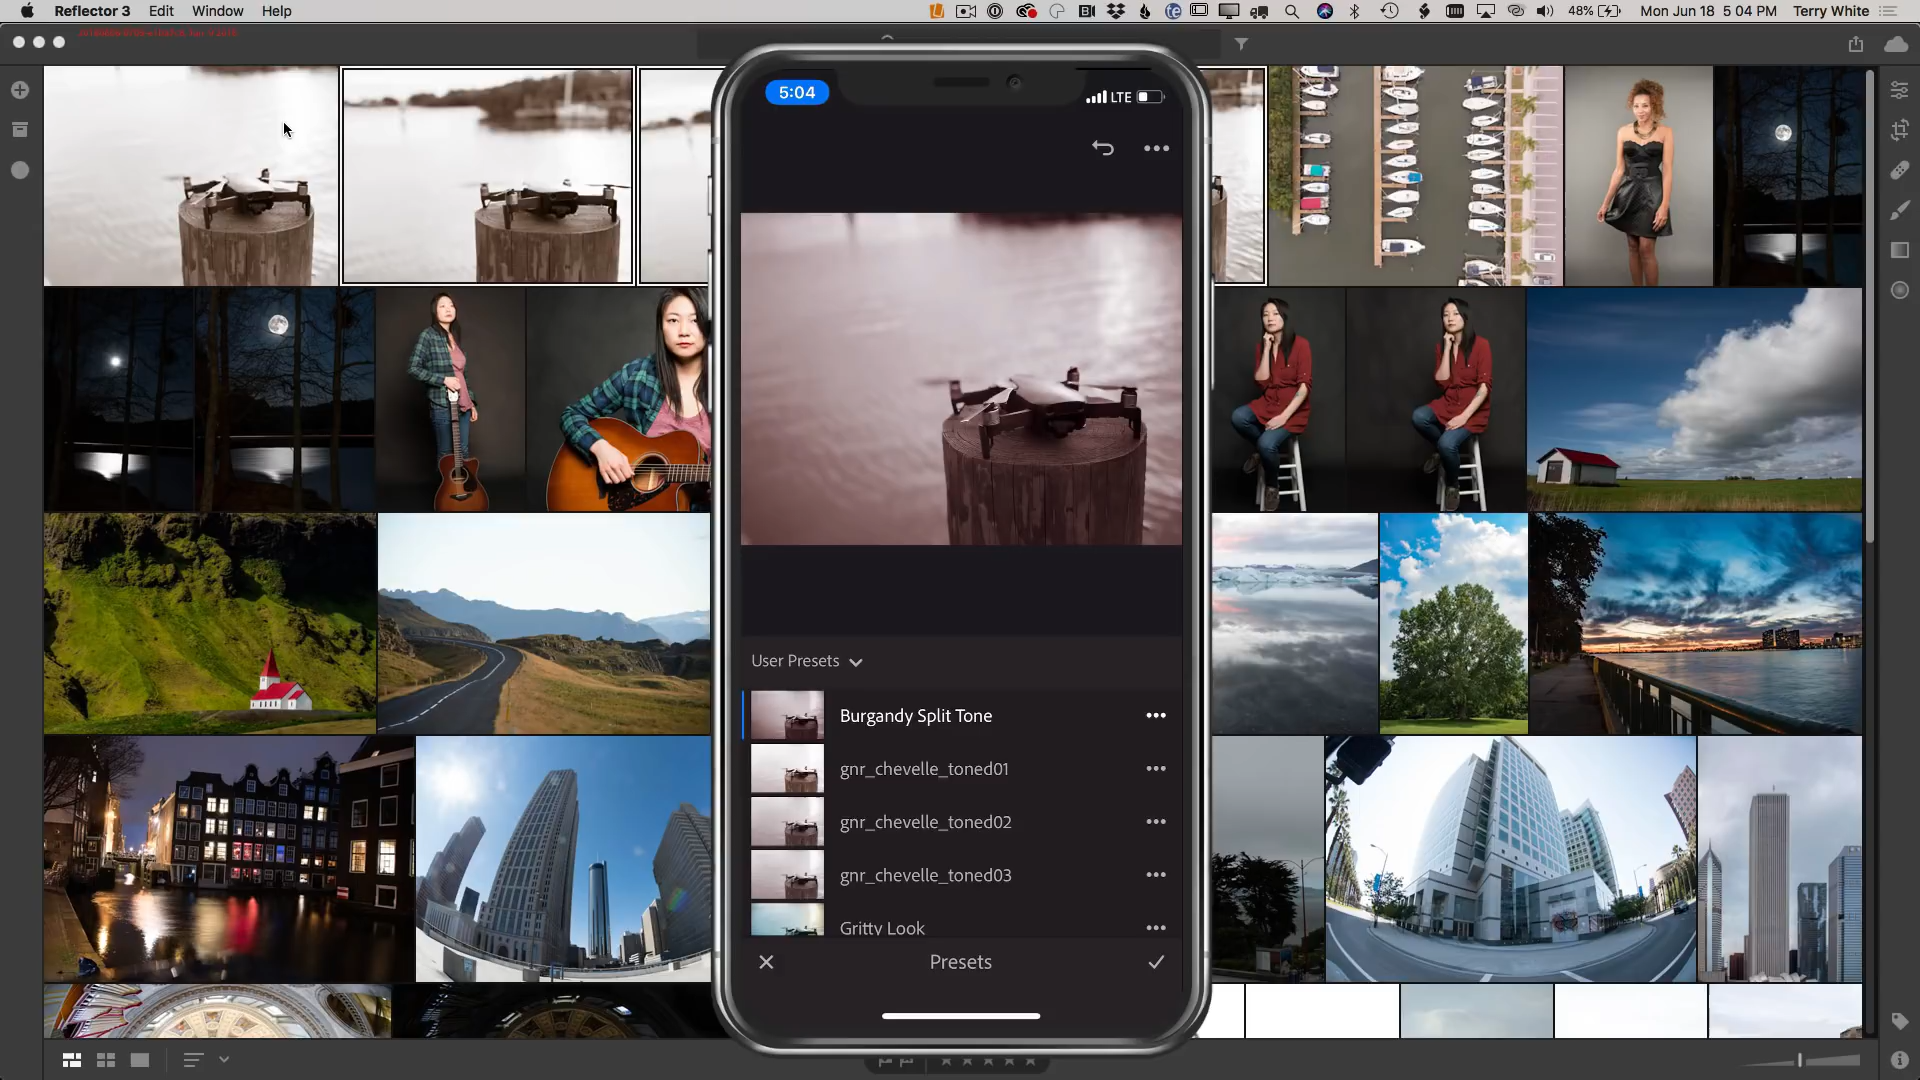 Reflector 3 Edit Window Help
48% Mon Jun 18 5 04 PM Terry White
5:04
LTE
User Presets
Burgandy Split Tone
gnr_chevelle_toned01
gnr_chevelle_toned02
gnr_chevelle_toned03
Gritty Look
Presets